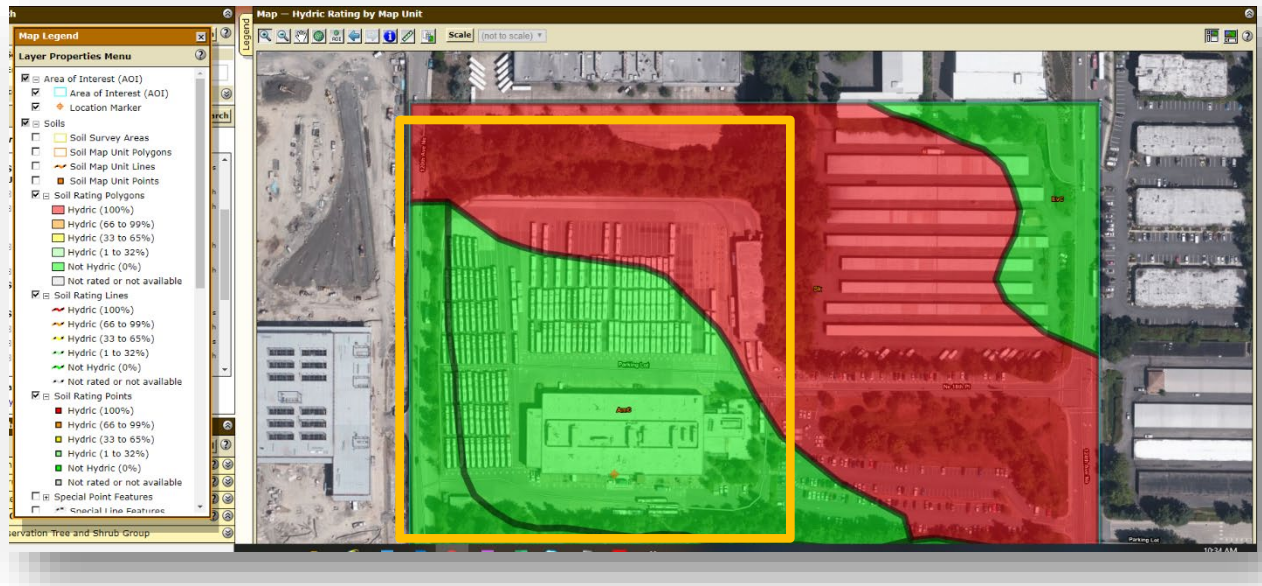 h
Map — Hydric Rating by Map Unit
Legend
Scale (not to scale)
Map Legend
Layer Properties Menu
Area of Interest (AOI)
Area of Interest (AOI)
Location Marker
Soils
Soil Survey Areas
Soil Map Unit Polygons
Soil Map Unit Lines
Soil Map Unit Points
Soil Rating Polygons
Hydric (100%)
Hydric (66 to 99%)
Hydric (33 to 65%)
Hydric (1 to 32%)
Not Hydric (0%)
Not rated or not available
Soil Rating Lines
Hydric (100%)
Hydric (66 to 99%)
Hydric (33 to 65%)
Hydric (1 to 32%)
Not Hydric (0%)
Not rated or not available
Soil Rating Points
Hydric (100%)
Hydric (66 to 99%)
Hydric (33 to 65%)
Hydric (1 to 32%)
Not Hydric (0%)
Not rated or not available
Special Point Features
Special Line Features
servation Tree and Shrub Group
arch
Parking Lot
AmC
Parking Lot
10:34 AM